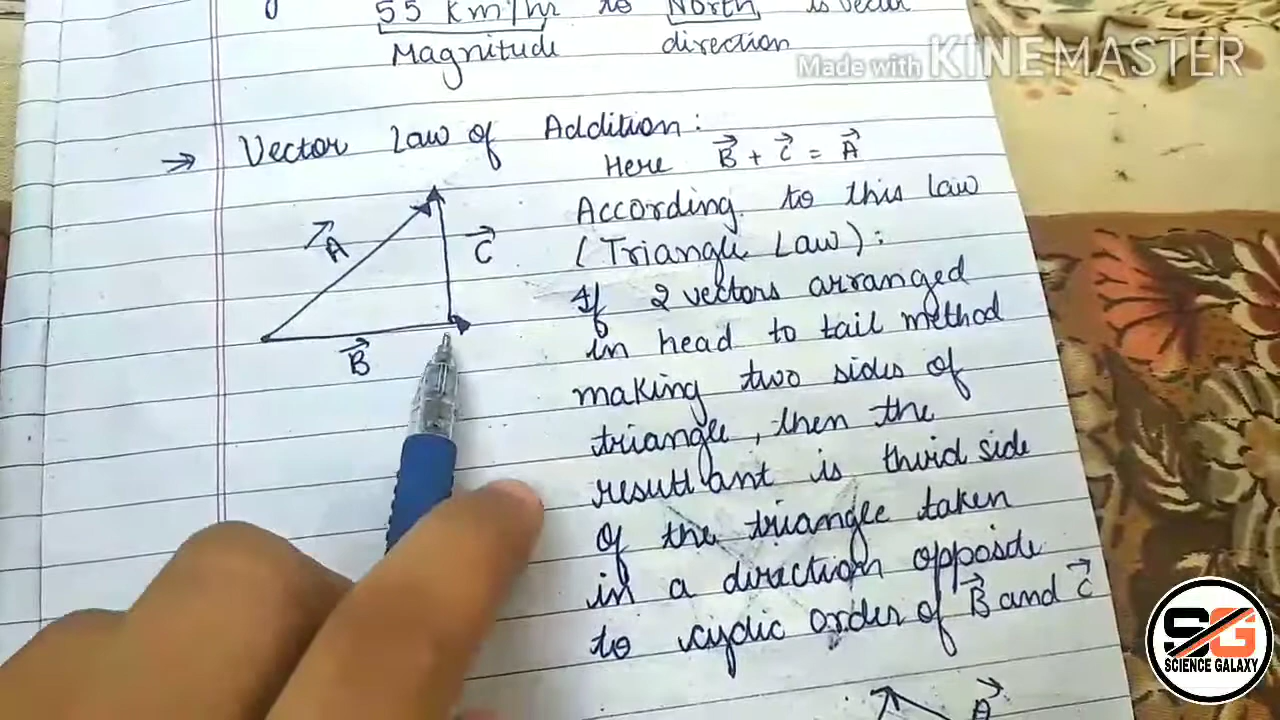 55 Km/hr to North is vector
Magnitude direction
Made with KINEMASTER
⇒ Vector Law of Addition:
Here B⃗ + C⃗ = A⃗
A⃗
C⃗
B⃗
According to this law
(Triangle Law):
If 2 vectors arranged
in head to tail method
making two sides of
triangle, then the
resultant is thrid side
of the triangle taken
in a direction opposite
to cyclic order of B⃗ and C⃗
A⃗
SG
SCIENCE GALAXY